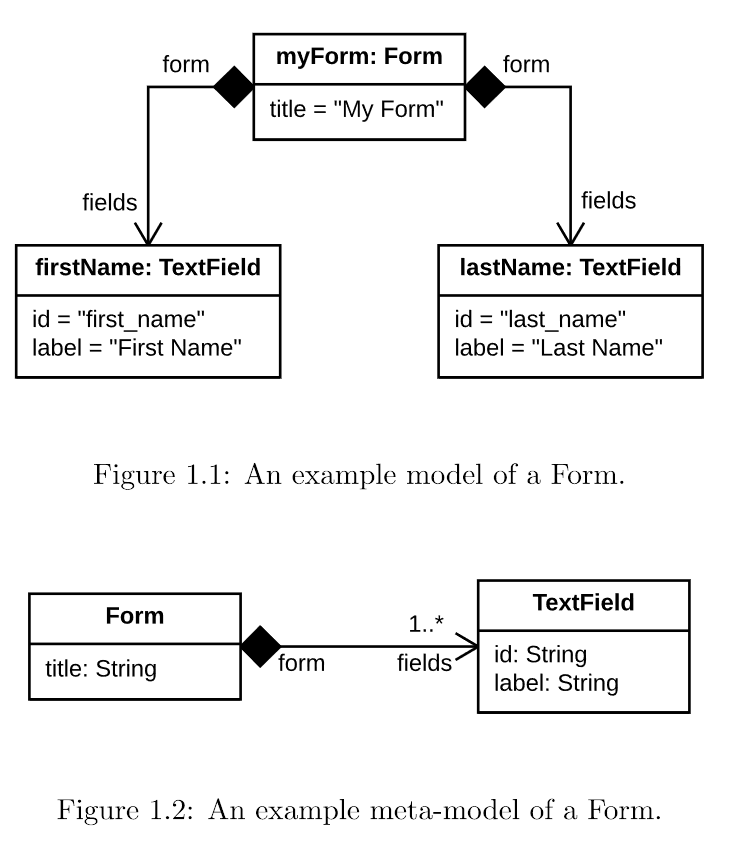 form
myForm: Form
form
title = "My Form"
fields
fields
firstName: TextField
lastName: TextField
id = "first_name"
label = "First Name"
id = "last_name"
label = "Last Name"
Figure 1.1: An example model of a Form.
Form
TextField
1..*
title: String
form
fields
id: String
label: String
Figure 1.2: An example meta-model of a Form.